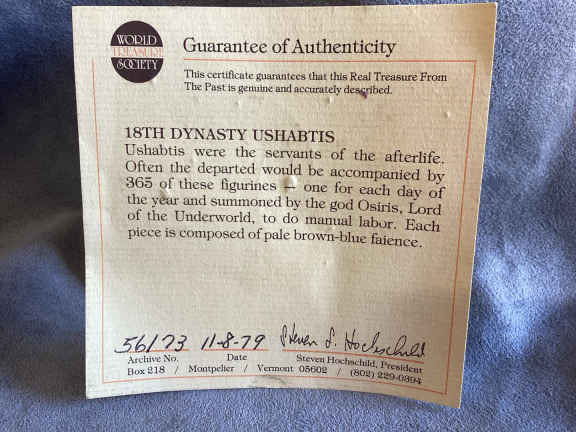 WORLD
TREASURE
SOCIETY
Guarantee of Authenticity
This certificate guarantees that this Real Treasure From
The Past is genuine and accurately described.
18TH DYNASTY USHABTIS
Ushabtis were the servants of the afterlife.
Often the departed would be accompanied by
365 of these figurines — one for each day of
the year and summoned by the god Osiris, Lord
of the Underworld, to do manual labor. Each
piece is composed of pale brown-blue faience.
56173 11-8-79 Steven S. Hochschild
Archive No. Date Steven Hochschild, President
Box 218 / Montpelier / Vermont 05602 / (802) 229-0394